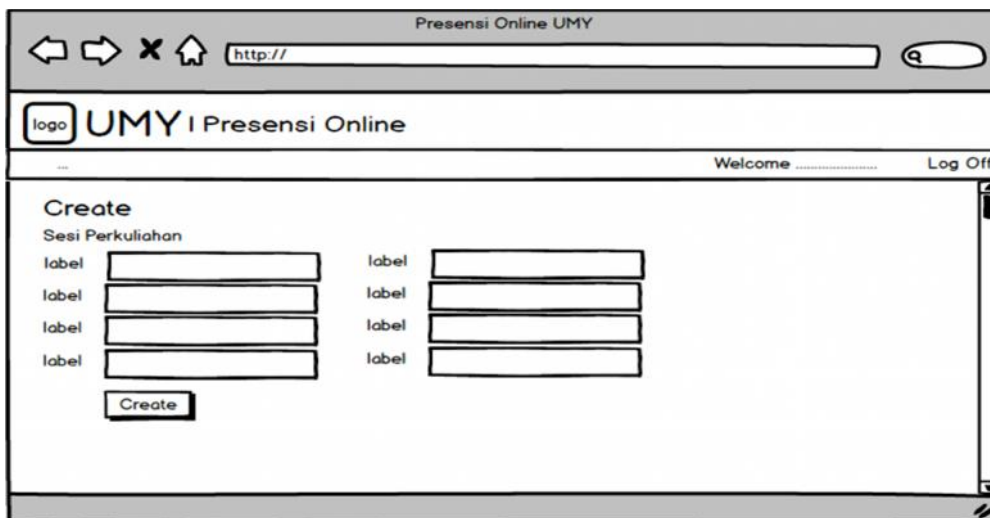 Presensi Online UMY
http://
logo UMY | Presensi Online
... Welcome ..................... Log Off
Create
Sesi Perkuliahan
label label
label label
label label
label label
Create